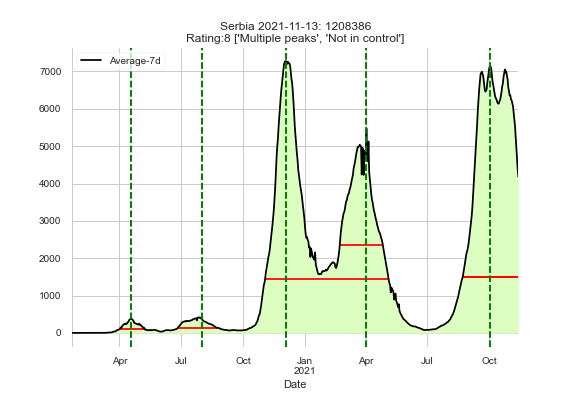 Serbia 2021-11-13: 1208386
Rating:8 ['Multiple peaks', 'Not in control']
Average-7d
7000
6000
5000
4000
3000
2000
1000
0
Apr Jul Oct Jan Apr Jul Oct
2021
Date